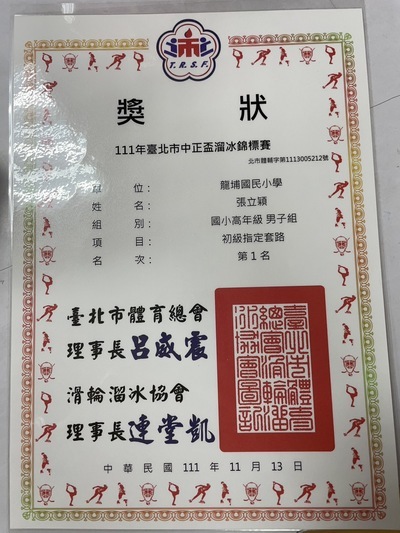 T.R.S.F.
獎狀
111年臺北市中正盃溜冰錦標賽
北市體輔字第1113005212號
單位： 龍埔國民小學
姓名： 張立穎
組別： 國小高年級 男子組
項目： 初級指定套路
名次： 第1名
臺北市體育總會
理事長呂威震
滑輪溜冰協會
理事長連堂凱
中華民國 111 年 11 月 13 日